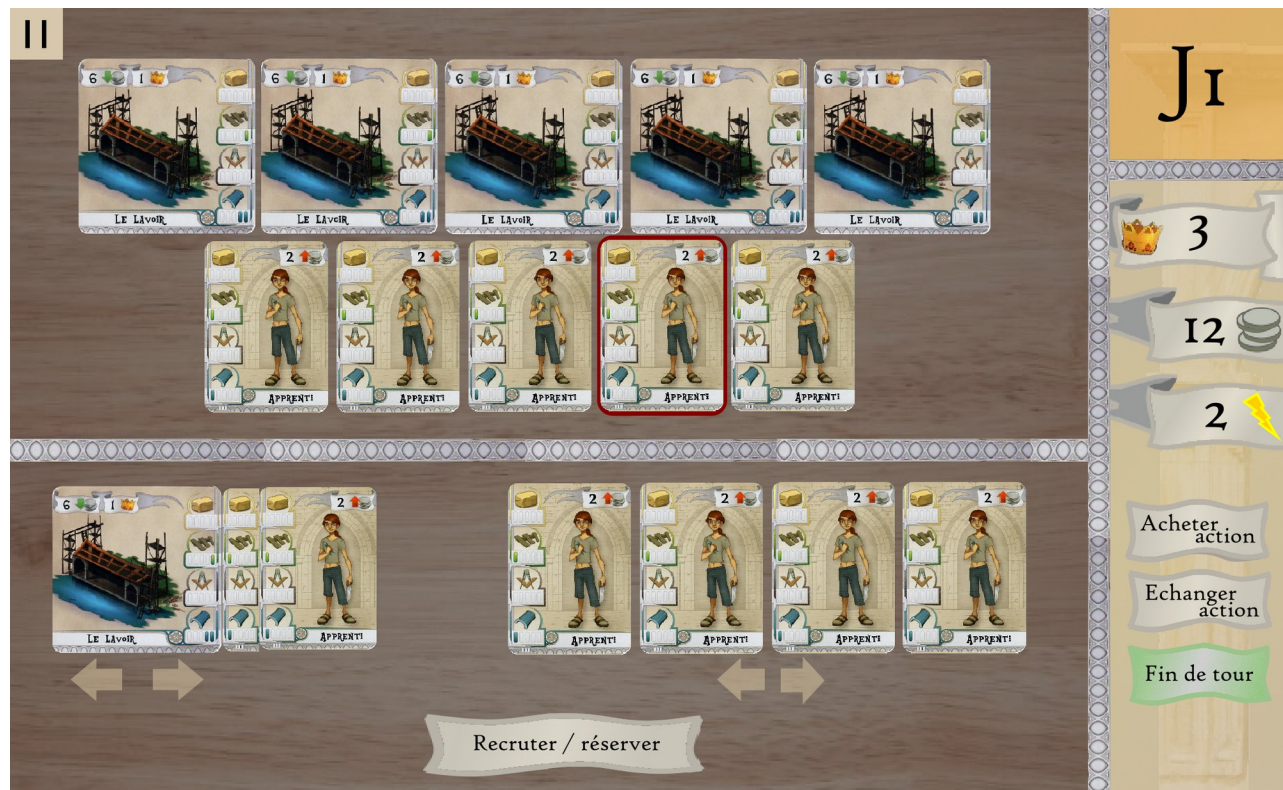 6 1
6 1
6 1
6 1
6 1
LE LAVOIR
LE LAVOIR
LE LAVOIR
LE LAVOIR
LE LAVOIR
2
2
2
2
2
APPRENTI
APPRENTI
APPRENTI
APPRENTI
APPRENTI
6 1
2
2
2
2
2
LE LAVOIR
APPRENTI
APPRENTI
APPRENTI
APPRENTI
APPRENTI
Recruter / réserver
J1
3
12
2
Acheter
action
Echanger
action
Fin de tour